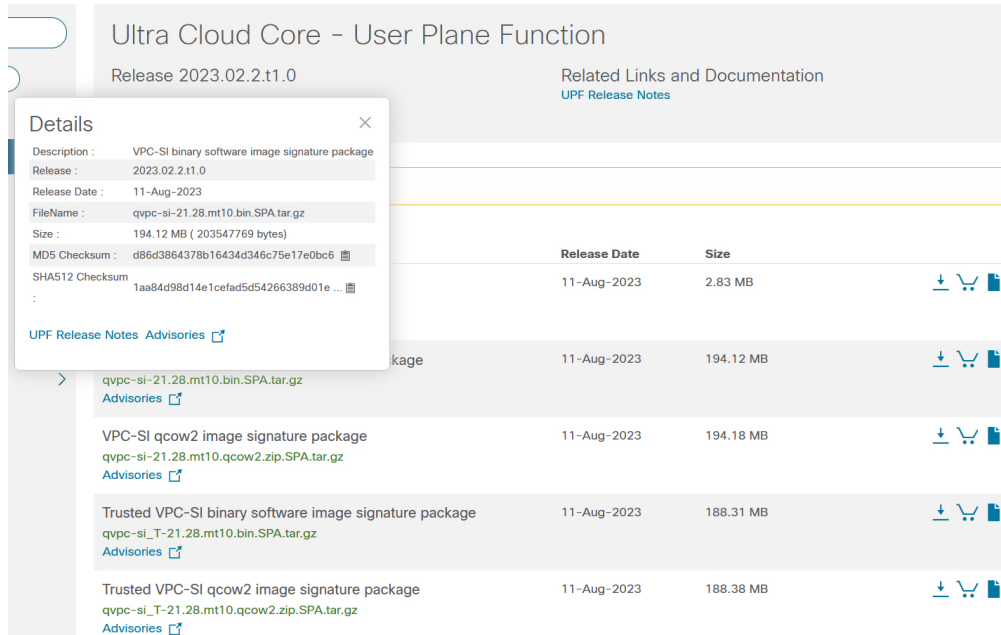 Ultra Cloud Core - User Plane Function
Release 2023.02.2.t1.0
Related Links and Documentation
UPF Release Notes
Details
Description : VPC-SI binary software image signature package
Release : 2023.02.2.t1.0
Release Date : 11-Aug-2023
FileName : qvpc-si-21.28.mt10.bin.SPA.tar.gz
Size : 194.12 MB ( 203547769 bytes)
MD5 Checksum : d86d3864378b16434d346c75e17e0bc6
SHA512 Checksum : 1aa84d98d14e1cefad5d54266389d01e ...
UPF Release Notes Advisories
Release Date Size
11-Aug-2023 2.83 MB
kage 11-Aug-2023 194.12 MB
qvpc-si-21.28.mt10.bin.SPA.tar.gz
Advisories
VPC-SI qcow2 image signature package 11-Aug-2023 194.18 MB
qvpc-si-21.28.mt10.qcow2.zip.SPA.tar.gz
Advisories
Trusted VPC-SI binary software image signature package 11-Aug-2023 188.31 MB
qvpc-si_T-21.28.mt10.bin.SPA.tar.gz
Advisories
Trusted VPC-SI qcow2 image signature package 11-Aug-2023 188.38 MB
qvpc-si_T-21.28.mt10.qcow2.zip.SPA.tar.gz
Advisories